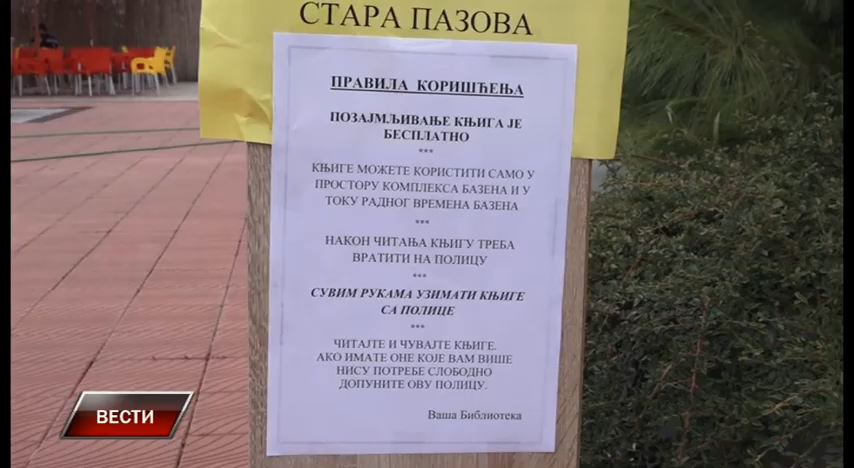 СТАРА ПАЗОВА
ПРАВИЛА КОРИШЋЕЊА
ПОЗАЈМЉИВАЊЕ КЊИГА ЈЕ
БЕСПЛАТНО
***
КЊИГЕ МОЖЕТЕ КОРИСТИТИ САМО У
ПРОСТОРУ КОМПЛЕКСА БАЗЕНА И У
ТОКУ РАДНОГ ВРЕМЕНА БАЗЕНА
***
НАКОН ЧИТАЊА КЊИГУ ТРЕБА
ВРАТИТИ НА ПОЛИЦУ
***
СУВИМ РУКАМА УЗИМАТИ КЊИГЕ
СА ПОЛИЦЕ
***
ЧИТАЈТЕ И ЧУВАЈТЕ КЊИГЕ.
АКО ИМАТЕ ОНЕ КОЈЕ ВАМ ВИШЕ
НИСУ ПОТРЕБЕ СЛОБОДНО
ДОПУНИТЕ ОВУ ПОЛИЦУ.
Ваша Библиотека
ВЕСТИ